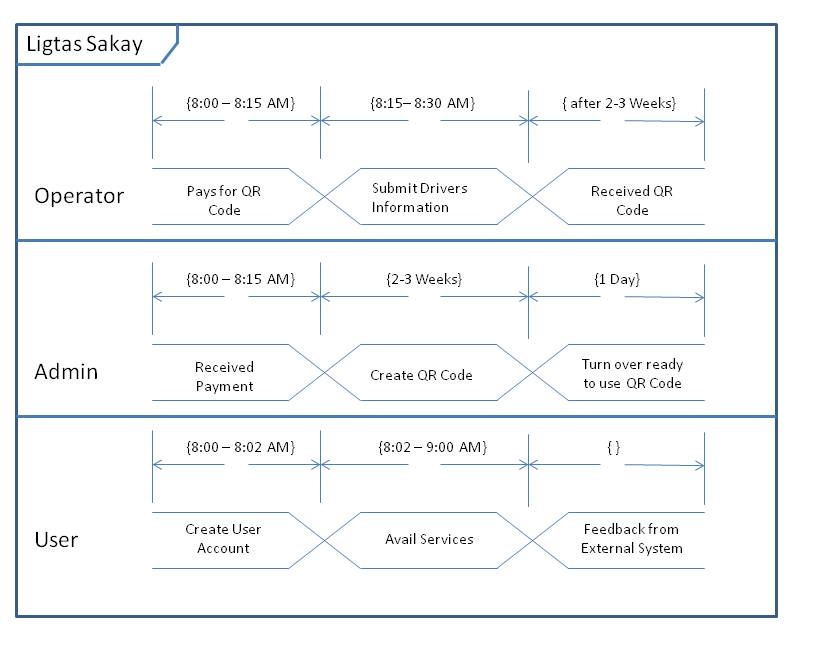 Ligtas Sakay
{8:00 – 8:15 AM}
{8:15– 8:30 AM}
{ after 2-3 Weeks}
Operator
Pays for QR
Code
Submit Drivers
Information
Received QR
Code
{8:00 – 8:15 AM}
{2-3 Weeks}
{1 Day}
Admin
Received
Payment
Create QR Code
Turn over ready
to use QR Code
{8:00 – 8:02 AM}
{8:02 – 9:00 AM}
{ }
User
Create User
Account
Avail Services
Feedback from
External System